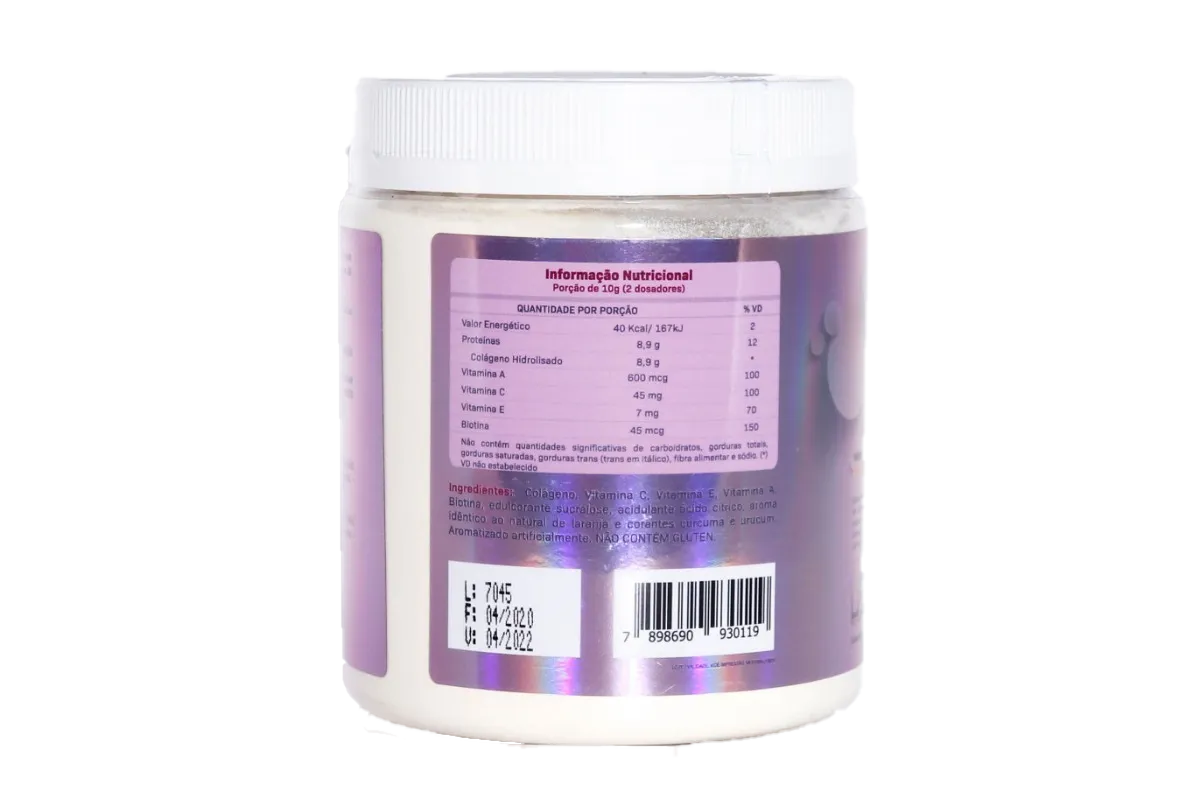 Informação Nutricional
Porção de 10g (2 dosadores)
QUANTIDADE POR PORÇÃO % VD
Valor Energético 40 Kcal/ 167kJ 2
Proteínas 8,9 g 12
Colágeno Hidrolisado 8,9 g *
Vitamina A 600 mcg 100
Vitamina C 45 mg 100
Vitamina E 7 mg 70
Biotina 45 mcg 150
Não contém quantidades significativas de carboidratos, gorduras totais,
gorduras saturadas, gorduras trans (trans em itálico), fibra alimentar e sódio. (*)
VD não estabelecido
Ingredientes: Colágeno, Vitamina C, Vitamina E, Vitamina A,
Biotina, edulcorante sucralose, acidulante ácido cítrico, aroma
idêntico ao natural de laranja e corantes cúrcuma e urucum.
Aromatizado artificialmente. NÃO CONTÉM GLÚTEN.
L: 7045
F: 04/2020
V: 04/2022
7 898690 930119